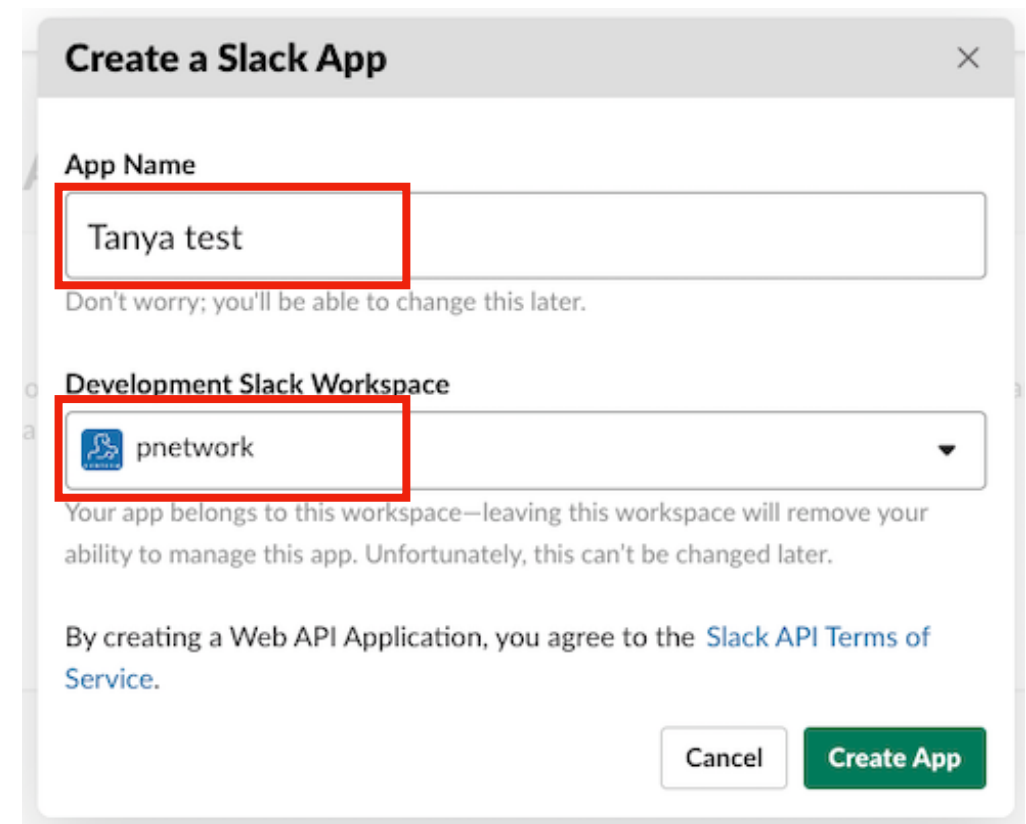 Create a Slack App
App Name
Tanya test
Don't worry; you'll be able to change this later.
Development Slack Workspace
pnetwork
Your app belongs to this workspace—leaving this workspace will remove your
ability to manage this app. Unfortunately, this can't be changed later.
By creating a Web API Application, you agree to the Slack API Terms of
Service.
Cancel
Create App